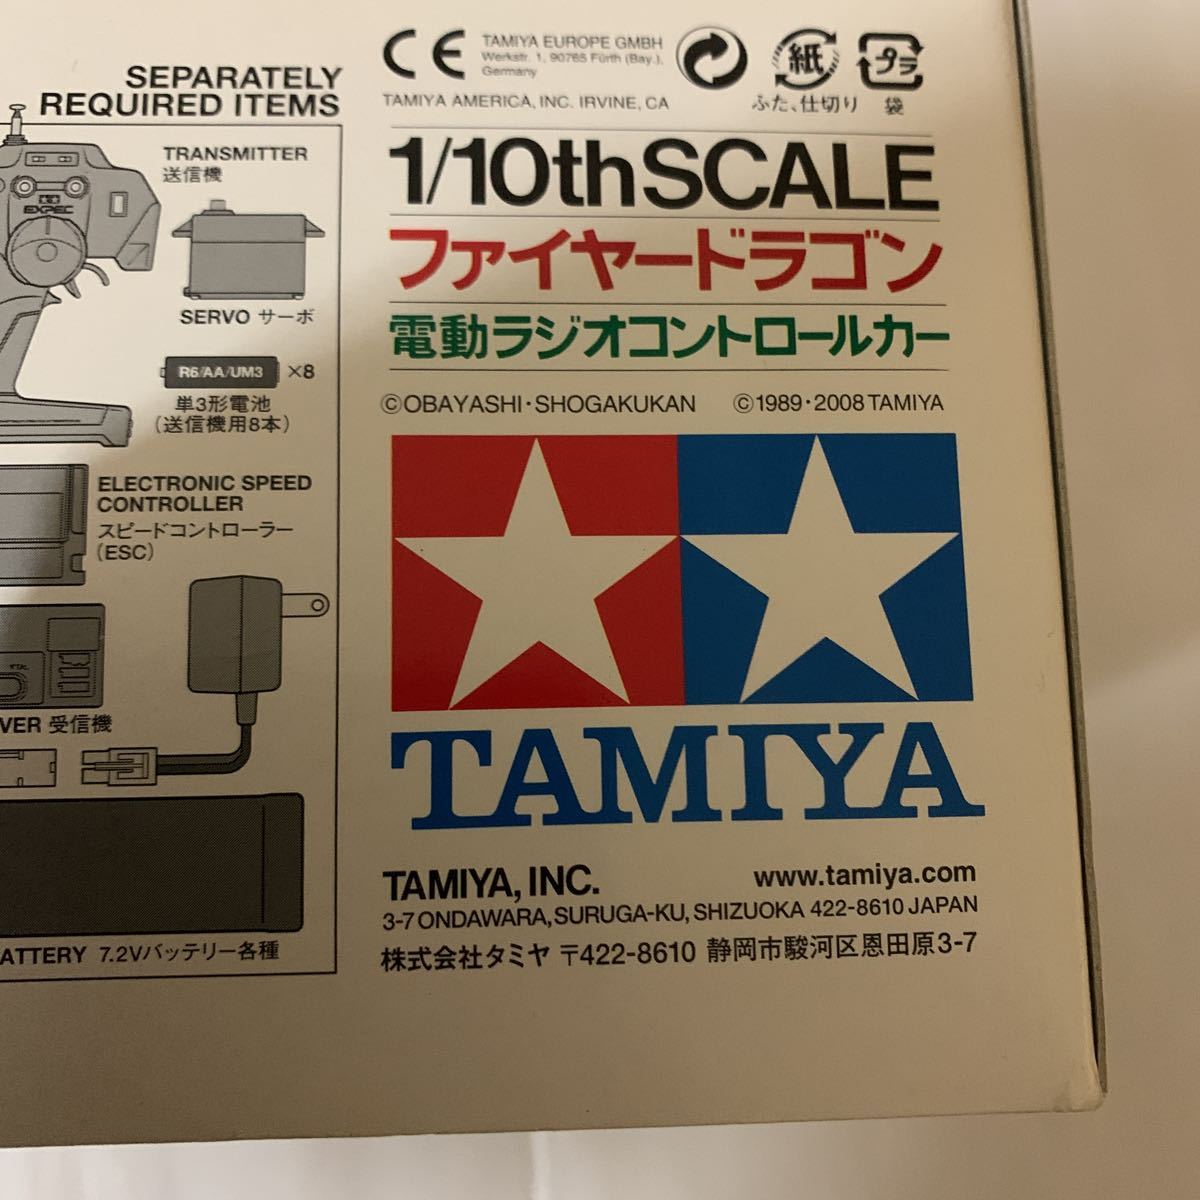 SEPARATELY
REQUIRED ITEMS
TRANSMITTER
送信機
EXPEC
SERVO サーボ
R6/AA/UM3 ×8
単3形電池
(送信機用8本)
ELECTRONIC SPEED
CONTROLLER
スピードコントローラー
(ESC)
VER 受信機
ATTERY 7.2Vバッテリー各種
CE
TAMIYA EUROPE GMBH
Werkstr. 1, 90765 Fürth (Bay.),
Germany
TAMIYA AMERICA, INC. IRVINE, CA
紙
ふた、仕切り
プラ
袋
1/10th SCALE
ファイヤードラゴン
電動ラジオコントロールカー
©OBAYASHI・SHOGAKUKAN ©1989・2008 TAMIYA
TAMIYA
TAMIYA, INC. www.tamiya.com
3-7 ONDAWARA, SURUGA-KU, SHIZUOKA 422-8610 JAPAN
株式会社タミヤ 〒422-8610 静岡市駿河区恩田原3-7